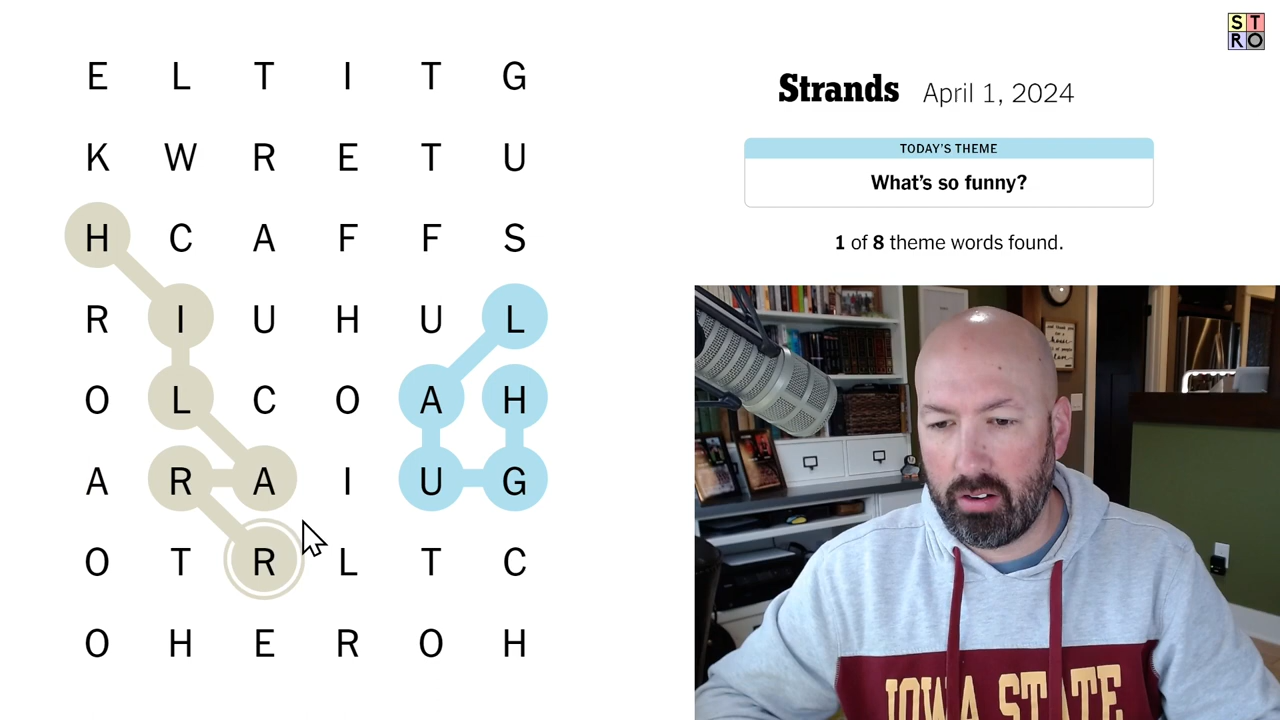 S T
R O
E L T I T G
K W R E T U
H C A F F S
R I U H U L
O L C O A H
A R A I U G
O T R L T C
O H E R O H
Strands April 1, 2024
TODAY'S THEME
What's so funny?
1 of 8 theme words found.
IOWA STATE